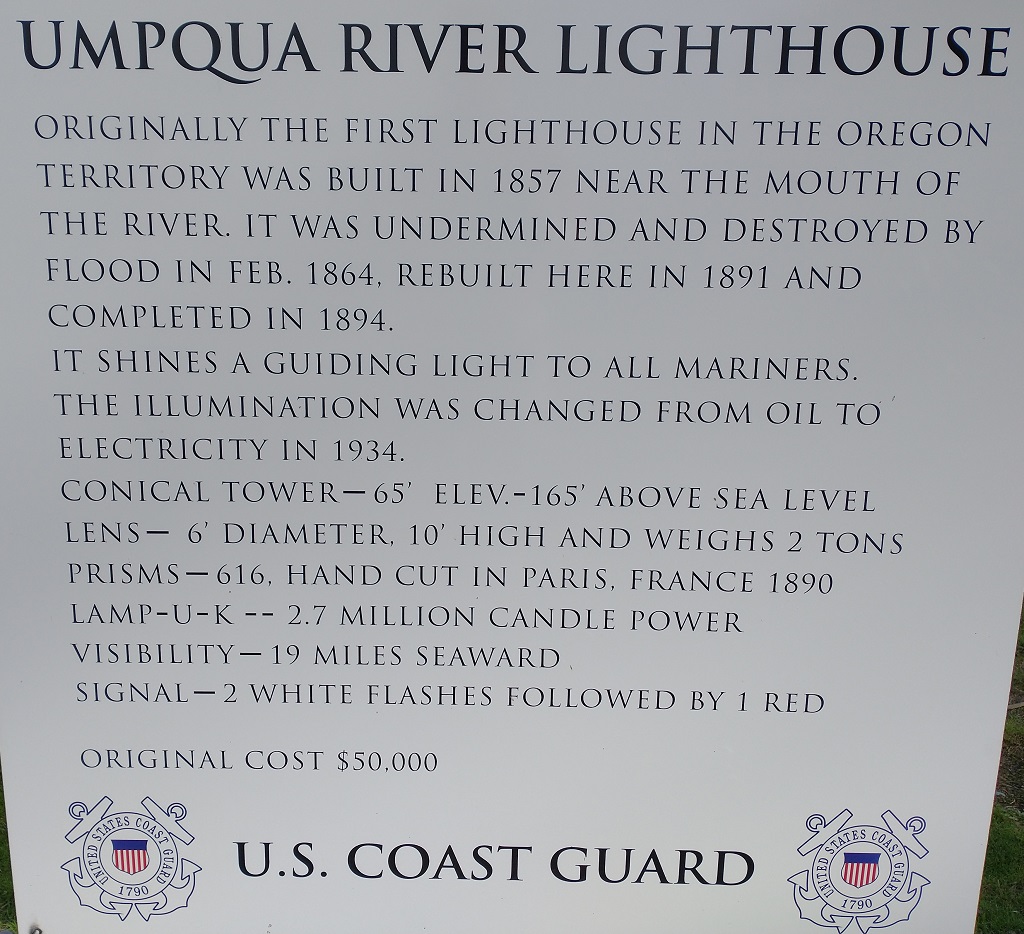 UMPQUA RIVER LIGHTHOUSE
ORIGINALLY THE FIRST LIGHTHOUSE IN THE OREGON
TERRITORY WAS BUILT IN 1857 NEAR THE MOUTH OF
THE RIVER. IT WAS UNDERMINED AND DESTROYED BY
FLOOD IN FEB. 1864, REBUILT HERE IN 1891 AND
COMPLETED IN 1894.
IT SHINES A GUIDING LIGHT TO ALL MARINERS.
THE ILLUMINATION WAS CHANGED FROM OIL TO
ELECTRICITY IN 1934.
CONICAL TOWER—65' ELEV.-165' ABOVE SEA LEVEL
LENS— 6' DIAMETER, 10' HIGH AND WEIGHS 2 TONS
PRISMS—616, HAND CUT IN PARIS, FRANCE 1890
LAMP-U-K -- 2.7 MILLION CANDLE POWER
VISIBILITY—19 MILES SEAWARD
SIGNAL—2 WHITE FLASHES FOLLOWED BY 1 RED
ORIGINAL COST $50,000
UNITED STATES COAST GUARD
1790
U.S. COAST GUARD
UNITED STATES COAST GUARD
1790